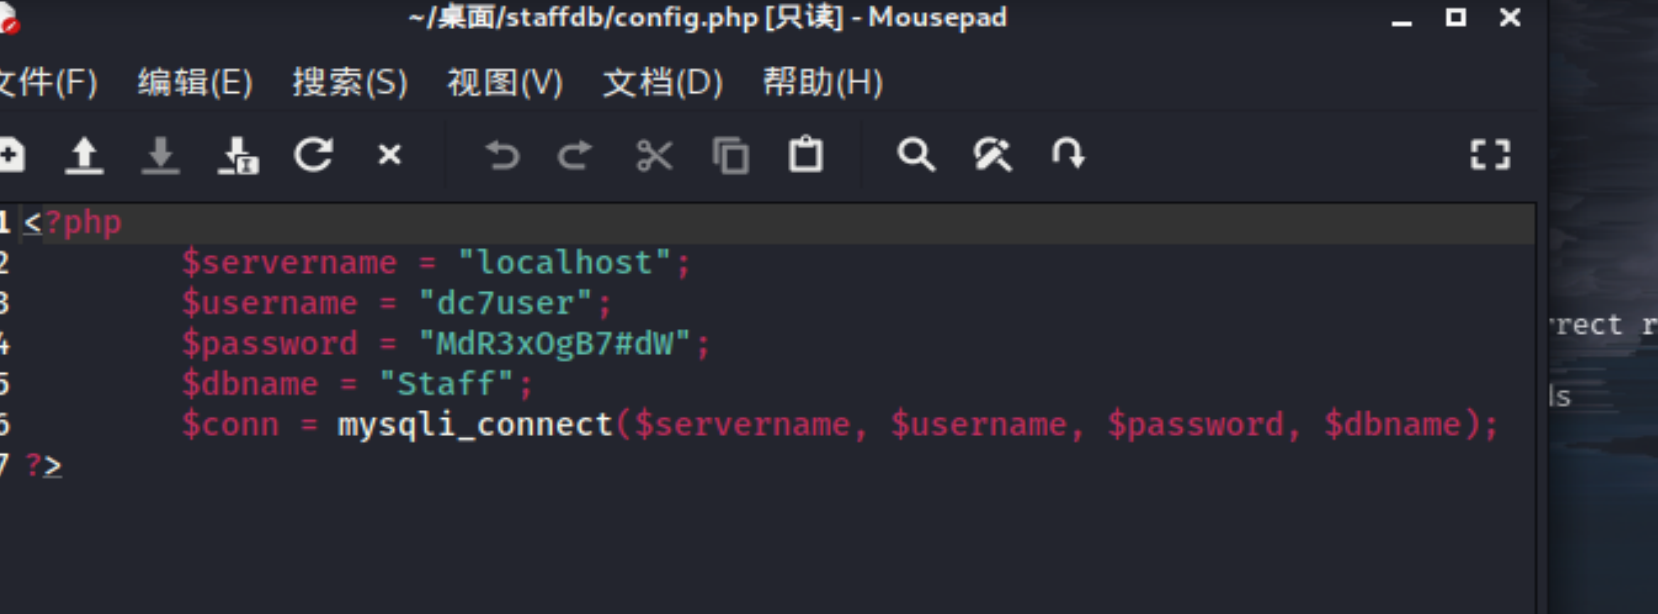 ~/桌面/staffdb/config.php [只读] - Mousepad
文件(F) 编辑(E) 搜索(S) 视图(V) 文档(D) 帮助(H)
1 <?php
2 $servername = "localhost";
3 $username = "dc7user";
4 $password = "MdR3xOgB7#dW";
5 $dbname = "Staff";
6 $conn = mysqli_connect($servername, $username, $password, $dbname);
7 ?>